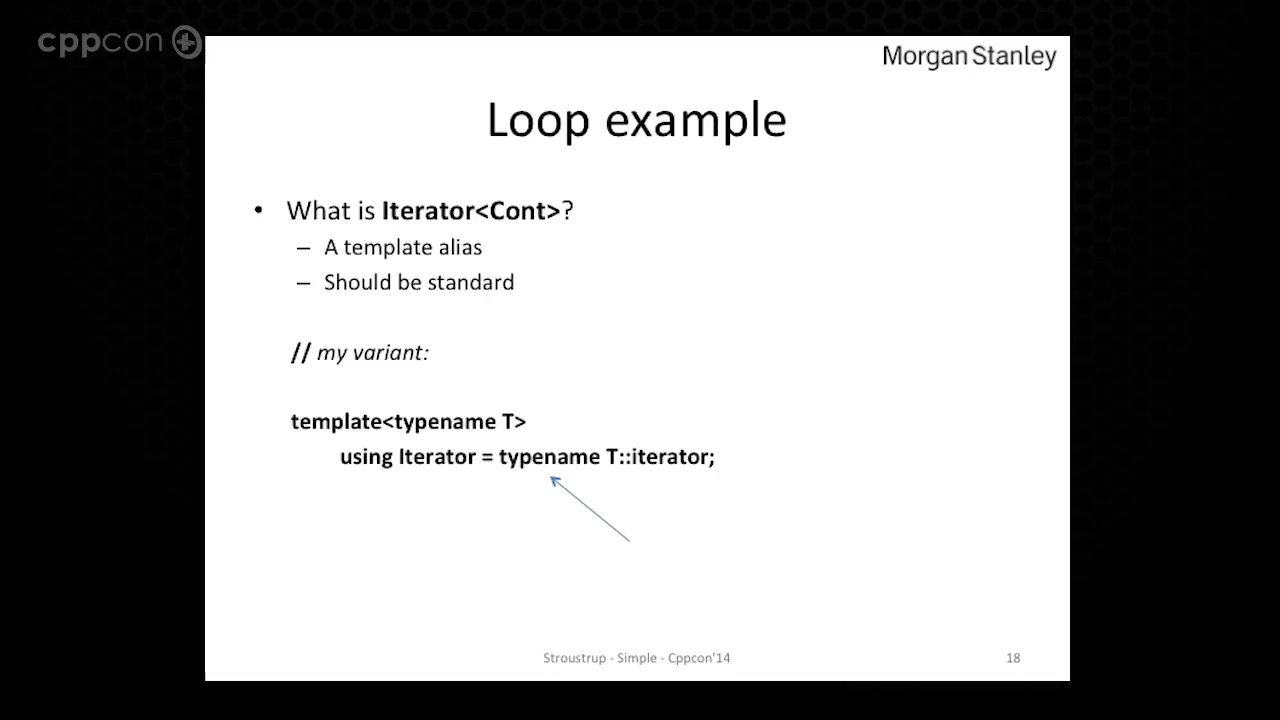 cppcon
Morgan Stanley
Loop example
• What is Iterator<Cont>?
– A template alias
– Should be standard
// my variant:
template<typename T>
using Iterator = typename T::iterator;
Stroustrup - Simple - Cppcon'14
18